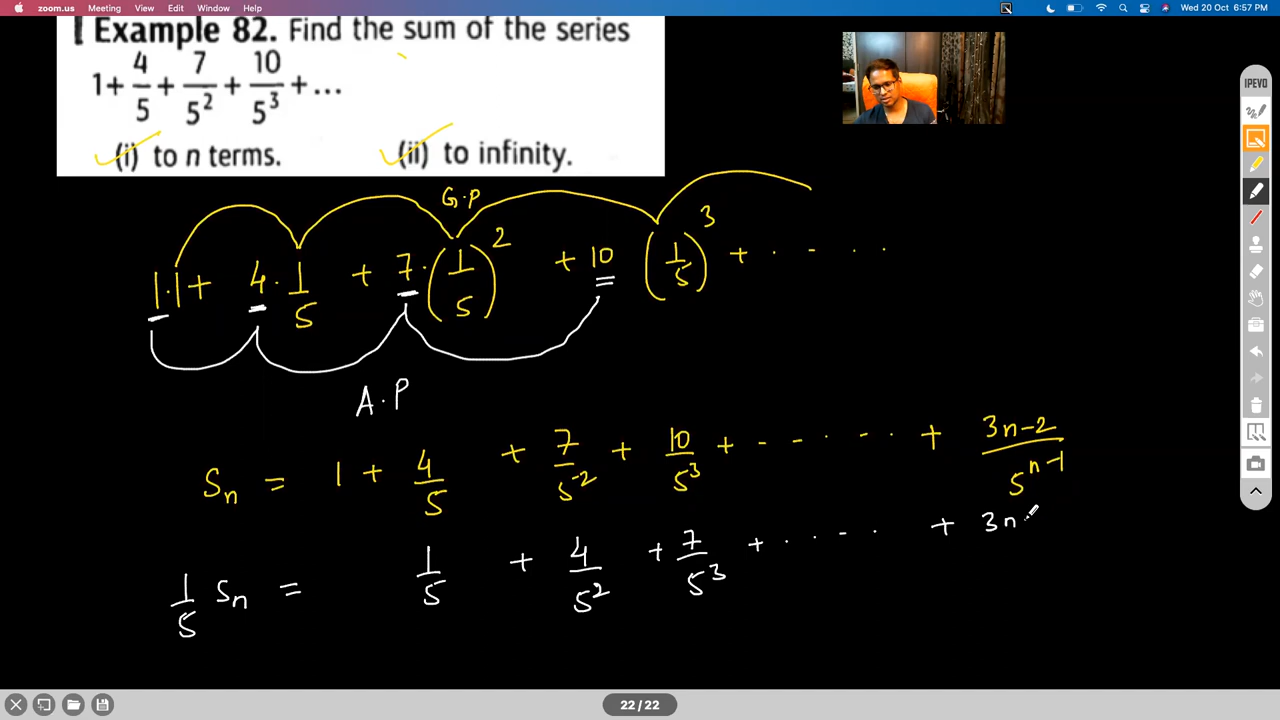 zoom.us Meeting View Edit Window Help Wed 20 Oct 6:57 PM
Example 82. Find the sum of the series
1+ 4/5 + 7/5² + 10/5³ +...
(i) to n terms. (ii) to infinity.
IPEVO
G.P
1·1 + 4·1/5 + 7·(1/5)² + 10 (1/5)³ + · - · ·
A.P
Sn = 1 + 4/5 + 7/5² + 10/5³ + - - · · - · + 3n-2/5ⁿ⁻¹
1/5 Sn = 1/5 + 4/5² + 7/5³ + · · - · + 3n
22 / 22